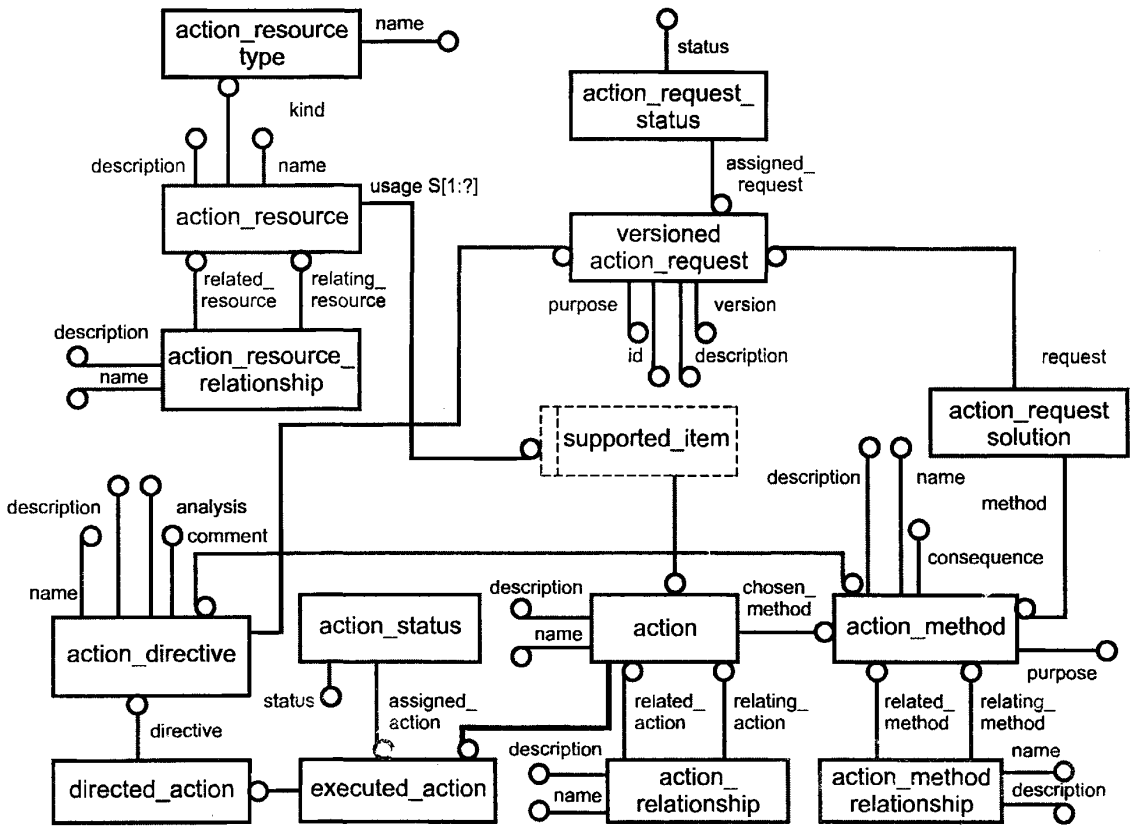 action_resource
type
name
status
action_request_
status
kind
description
name
usage S[1:?]
assigned_
request
action_resource
versioned
action_request
related_
resource
relating_
resource
purpose
version
id
description
description
name
action_resource_
relationship
request
action_request
solution
supported_item
description
name
method
description
analysis
comment
consequence
name
description
name
chosen_
method
action_directive
action_status
action
action_method
purpose
status
assigned_
action
related_
action
relating_
action
related_
method
relating_
method
directive
description
name
name
description
directed_action
executed_action
action_
relationship
action_method
relationship